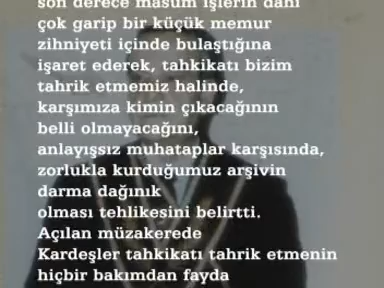 son derece masum işlerin dahi
çok garip bir küçük memur
zihniyeti içinde bulaştığına
işaret ederek, tahkikatı bizim
tahrik etmemiz halinde,
karşımıza kimin çıkacağının
belli olmayacağını,
anlayışsız muhataplar karşısında,
zorlukla kurduğumuz arşivin
darma dağınık
olması tehlikesini belirtti.
Açılan müzakerede
Kardeşler tahkikatı tahrik etmenin
hiçbir bakımdan fayda